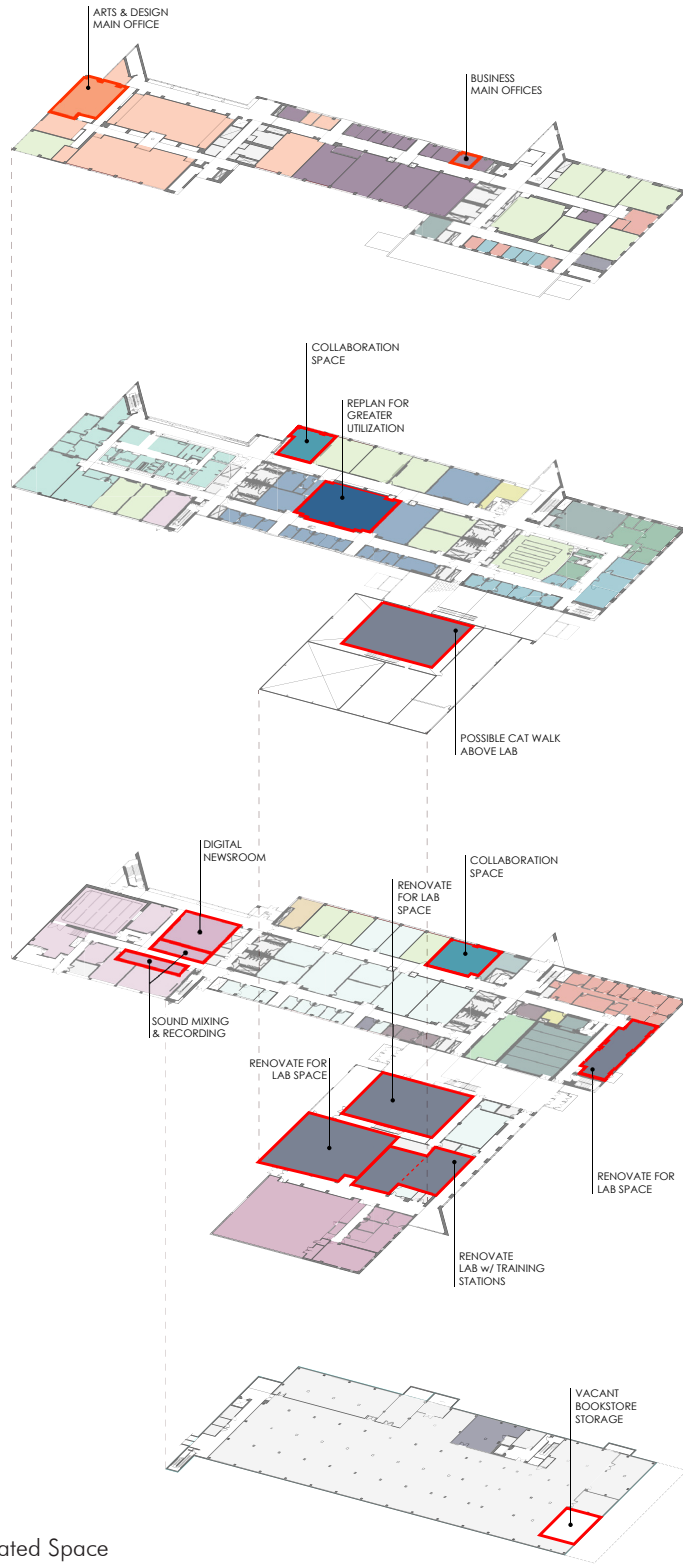 ARTS & DESIGN
MAIN OFFICE
BUSINESS
MAIN OFFICES
COLLABORATION
SPACE
REPLAN FOR
GREATER
UTILIZATION
POSSIBLE CAT WALK
ABOVE LAB
DIGITAL
NEWSROOM
COLLABORATION
SPACE
RENOVATE
FOR LAB
SPACE
SOUND MIXING
& RECORDING
RENOVATE FOR
LAB SPACE
RENOVATE FOR
LAB SPACE
RENOVATE
LAB w/ TRAINING
STATIONS
VACANT
BOOKSTORE
STORAGE
ated Space